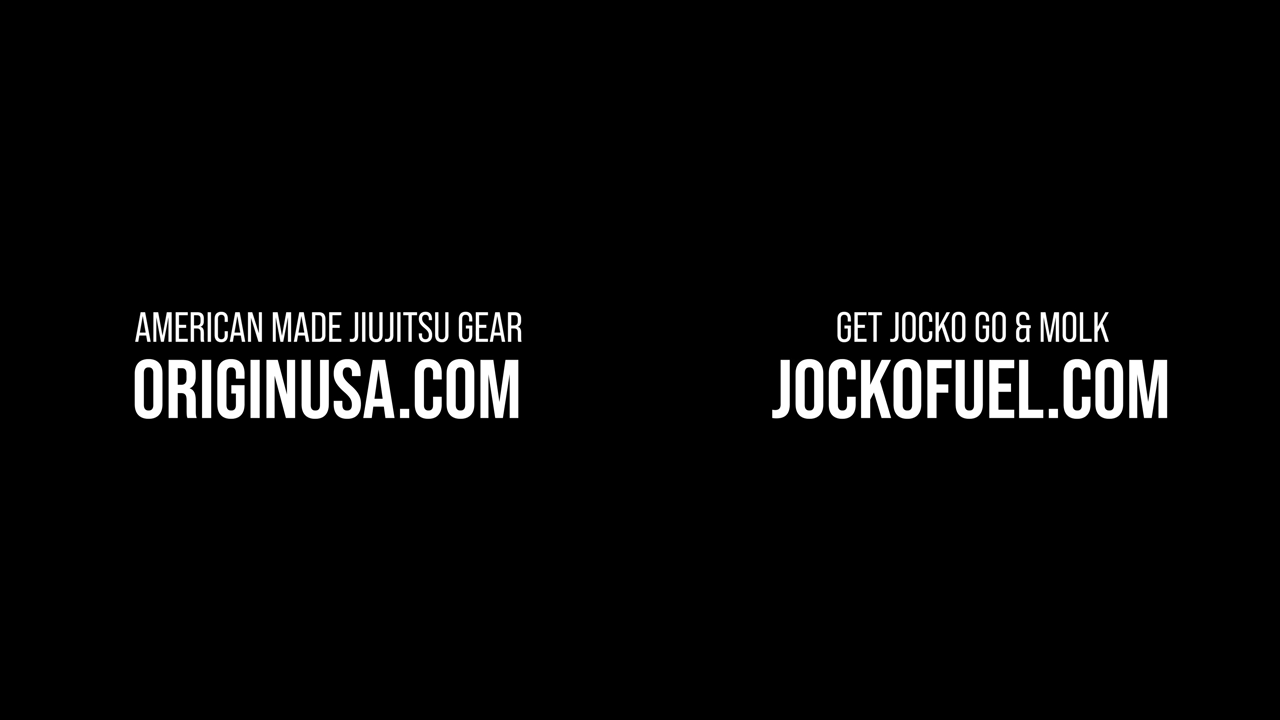 AMERICAN MADE JIUJITSU GEAR
ORIGINUSA.COM
GET JOCKO GO & MOLK
JOCKOFUEL.COM